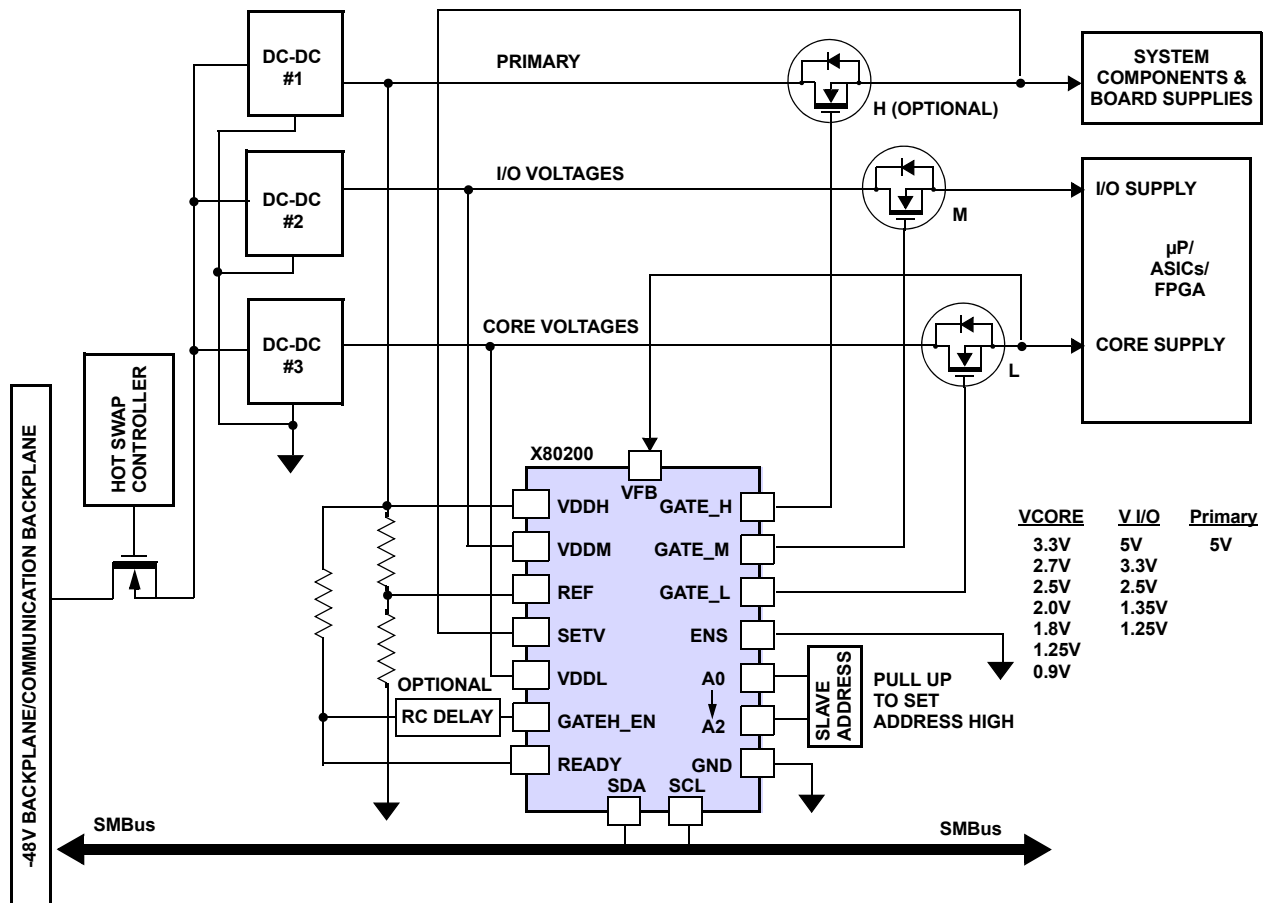 DC-DC
#1
PRIMARY
H (OPTIONAL)
SYSTEM
COMPONENTS &
BOARD SUPPLIES
DC-DC
#2
I/O VOLTAGES
M
I/O SUPPLY
µP/
ASICs/
FPGA
DC-DC
#3
CORE VOLTAGES
L
CORE SUPPLY
-48V BACKPLANE/COMMUNICATION BACKPLANE
HOT SWAP
CONTROLLER
X80200
VFB
VDDH
VDDM
REF
SETV
VDDL
GATEH_EN
READY
GATE_H
GATE_M
GATE_L
ENS
A0
A2
GND
SDA
SCL
OPTIONAL
RC DELAY
SLAVE
ADDRESS
PULL UP
TO SET
ADDRESS HIGH
VCORE V I/O Primary
3.3V 5V 5V
2.7V 3.3V
2.5V 2.5V
2.0V 1.35V
1.8V 1.25V
1.25V
0.9V
SMBus
SMBus